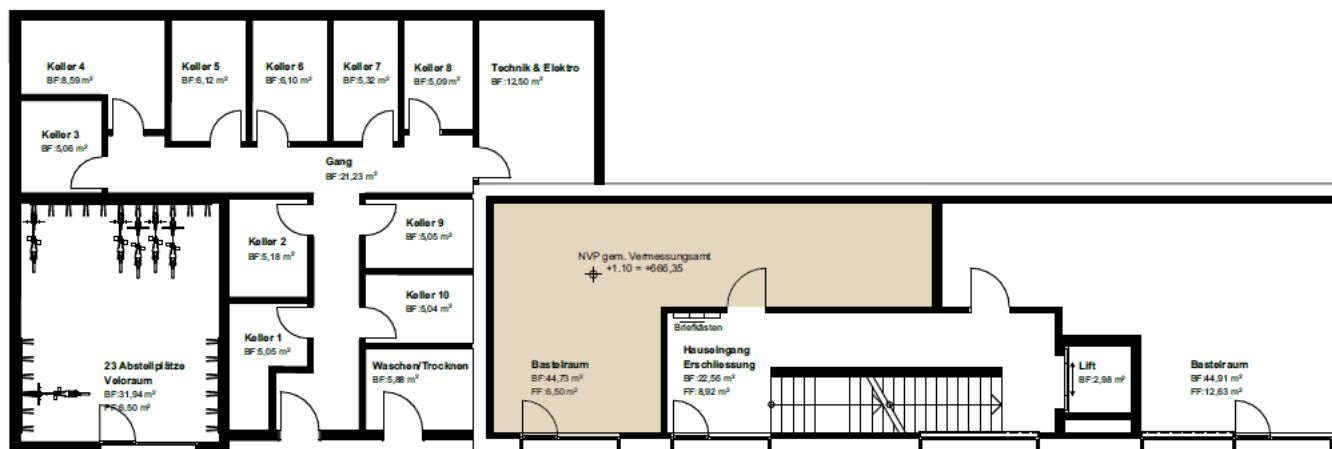 Keller 4
BF:8,59 m²
Keller 5
BF:6,12 m²
Keller 6
BF:6,10 m²
Keller 7
BF:5,32 m²
Keller 8
BF:5,09 m²
Technik & Elektro
BF:12,50 m²
Keller 3
BF:5,06 m²
Gang
BF:21,23 m²
Keller 2
BF:5,18 m²
Keller 9
BF:5,05 m²
Keller 10
BF:5,04 m²
Keller 1
BF:5,05 m²
Waschen/Trocknen
BF:5,88 m²
23 Abstellplätze
Veloraum
BF:31,94 m²
FF:6,50 m²
NVP gem. Vermessungsamt
+1.10 = +666,35
Bastelraum
BF:44,73 m²
FF:6,50 m²
Briefkästen
Hauseingang
Erschliessung
BF:22,56 m²
FF:8,92 m²
Lift
BF:2,98 m²
Bastelraum
BF:44,91 m²
FF:12,63 m²